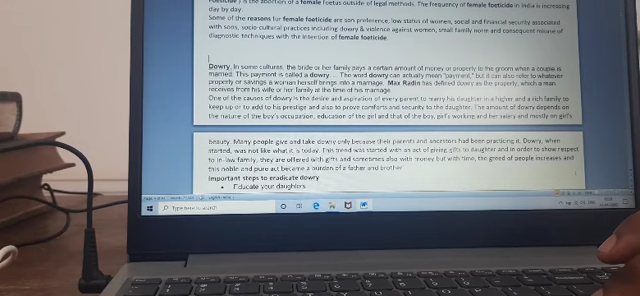 Foeticide ) is the abortion of a female foetus outside of legal methods. The frequency of female foeticide in India is increasing
day by day.
Some of the reasons for female foeticide are son preference, low status of women, social and financial security associated
with sons, socio cultural practices including dowry & violence against women, small family norm and consequent misuse of
diagnostic techniques with the intention of female foeticide.
Dowry, In some cultures, the bride or her family pays a certain amount of money or property to the groom when a couple is
married. This payment is called a dowry. ... The word dowry can actually mean "payment," but it can also refer to whatever
property or savings a woman herself brings into a marriage. Max Radin has defined dowry as the property, which a man
receives from his wife or her family at the time of his marriage.
One of the causes of dowry is the desire and aspiration of every parent to marry his daughter in a higher and a rich family to
keep up or to add to his prestige and also to prove comforts and security to the daughter. The amount of dowry depends on
the nature of the boy's occupation, education of the girl and that of the boy, girl's working and her salary and mostly on girl's
beauty. Many people give and take dowry only because their parents and ancestors had been practicing it. Dowry, when
started, was not like what it is today. This trend was started with an act of giving gifts to daughter and in order to show respect
to in-law family, they are offered with gifts and sometimes also with money but with time, the greed of people increases and
this noble and pure act became a burden of a father and brother
Important steps to eradicate dowry
• Educate your daughters
Type here to search